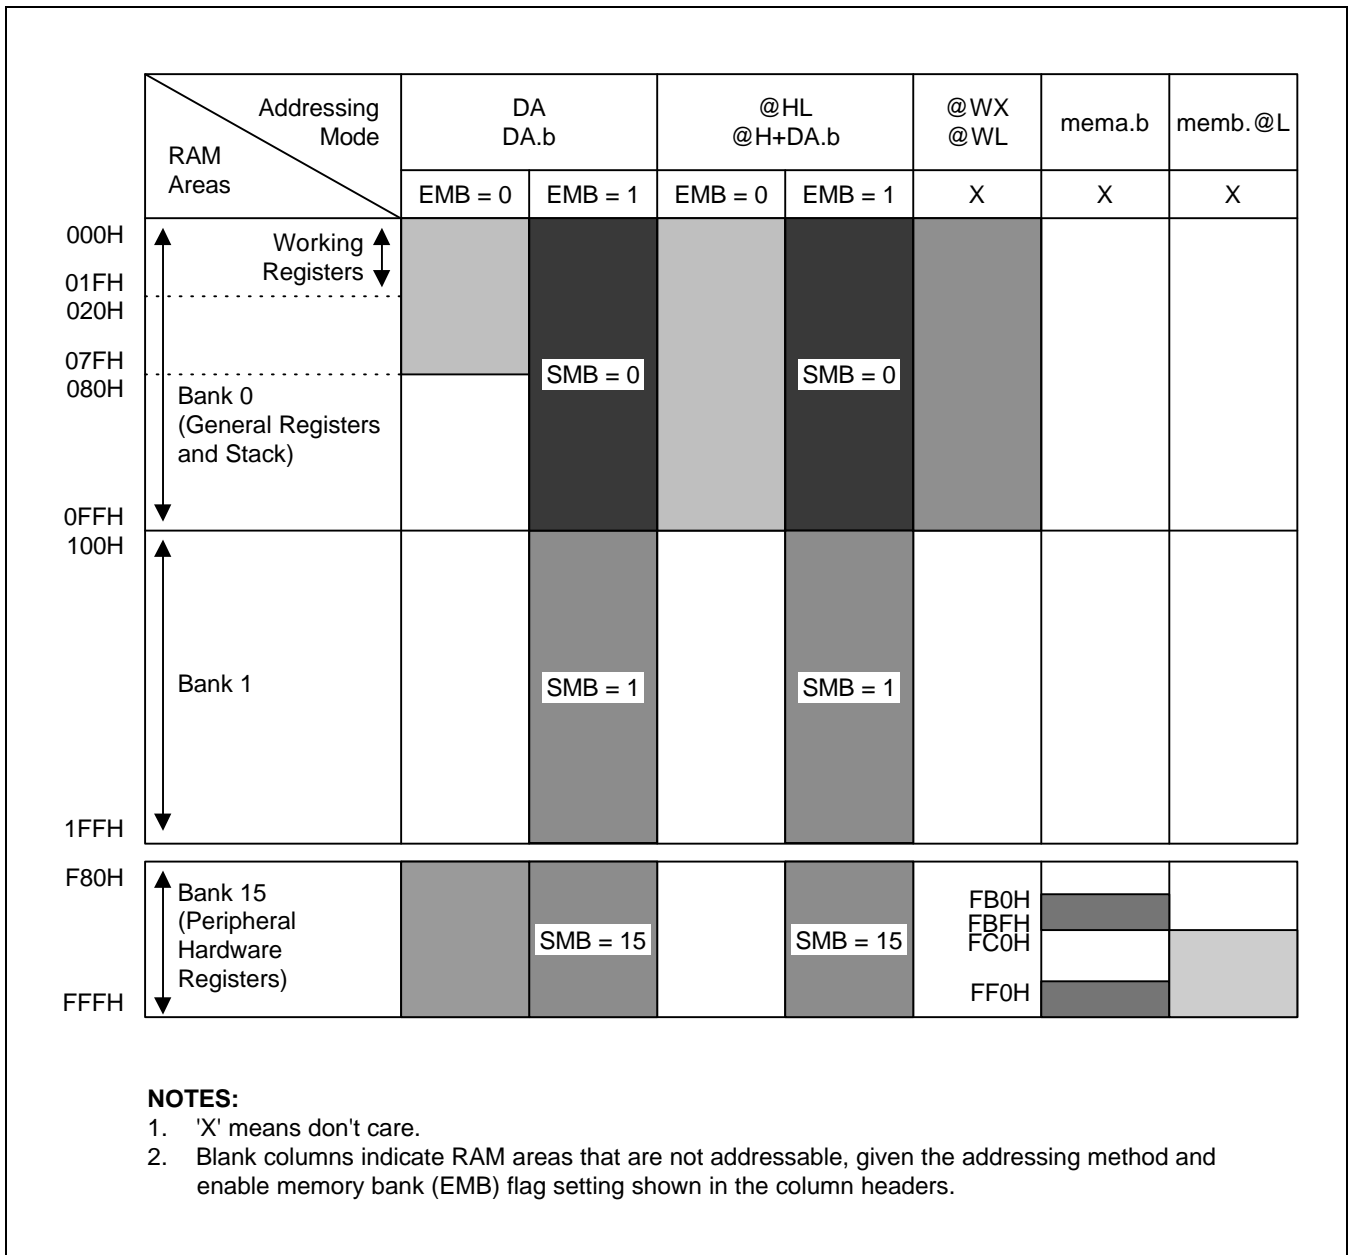 Addressing
Mode
RAM
Areas
DA
DA.b
@HL
@H+DA.b
@WX
@WL
mema.b
memb.@L
EMB = 0
EMB = 1
EMB = 0
EMB = 1
X
X
X
000H
Working
Registers
01FH
020H
07FH
080H
SMB = 0
SMB = 0
Bank 0
(General Registers
and Stack)
0FFH
100H
Bank 1
SMB = 1
SMB = 1
1FFH
F80H
Bank 15
(Peripheral
Hardware
Registers)
SMB = 15
SMB = 15
FB0H
FBFH
FC0H
FF0H
FFFH
NOTES:
1. 'X' means don't care.
2. Blank columns indicate RAM areas that are not addressable, given the addressing method and
enable memory bank (EMB) flag setting shown in the column headers.